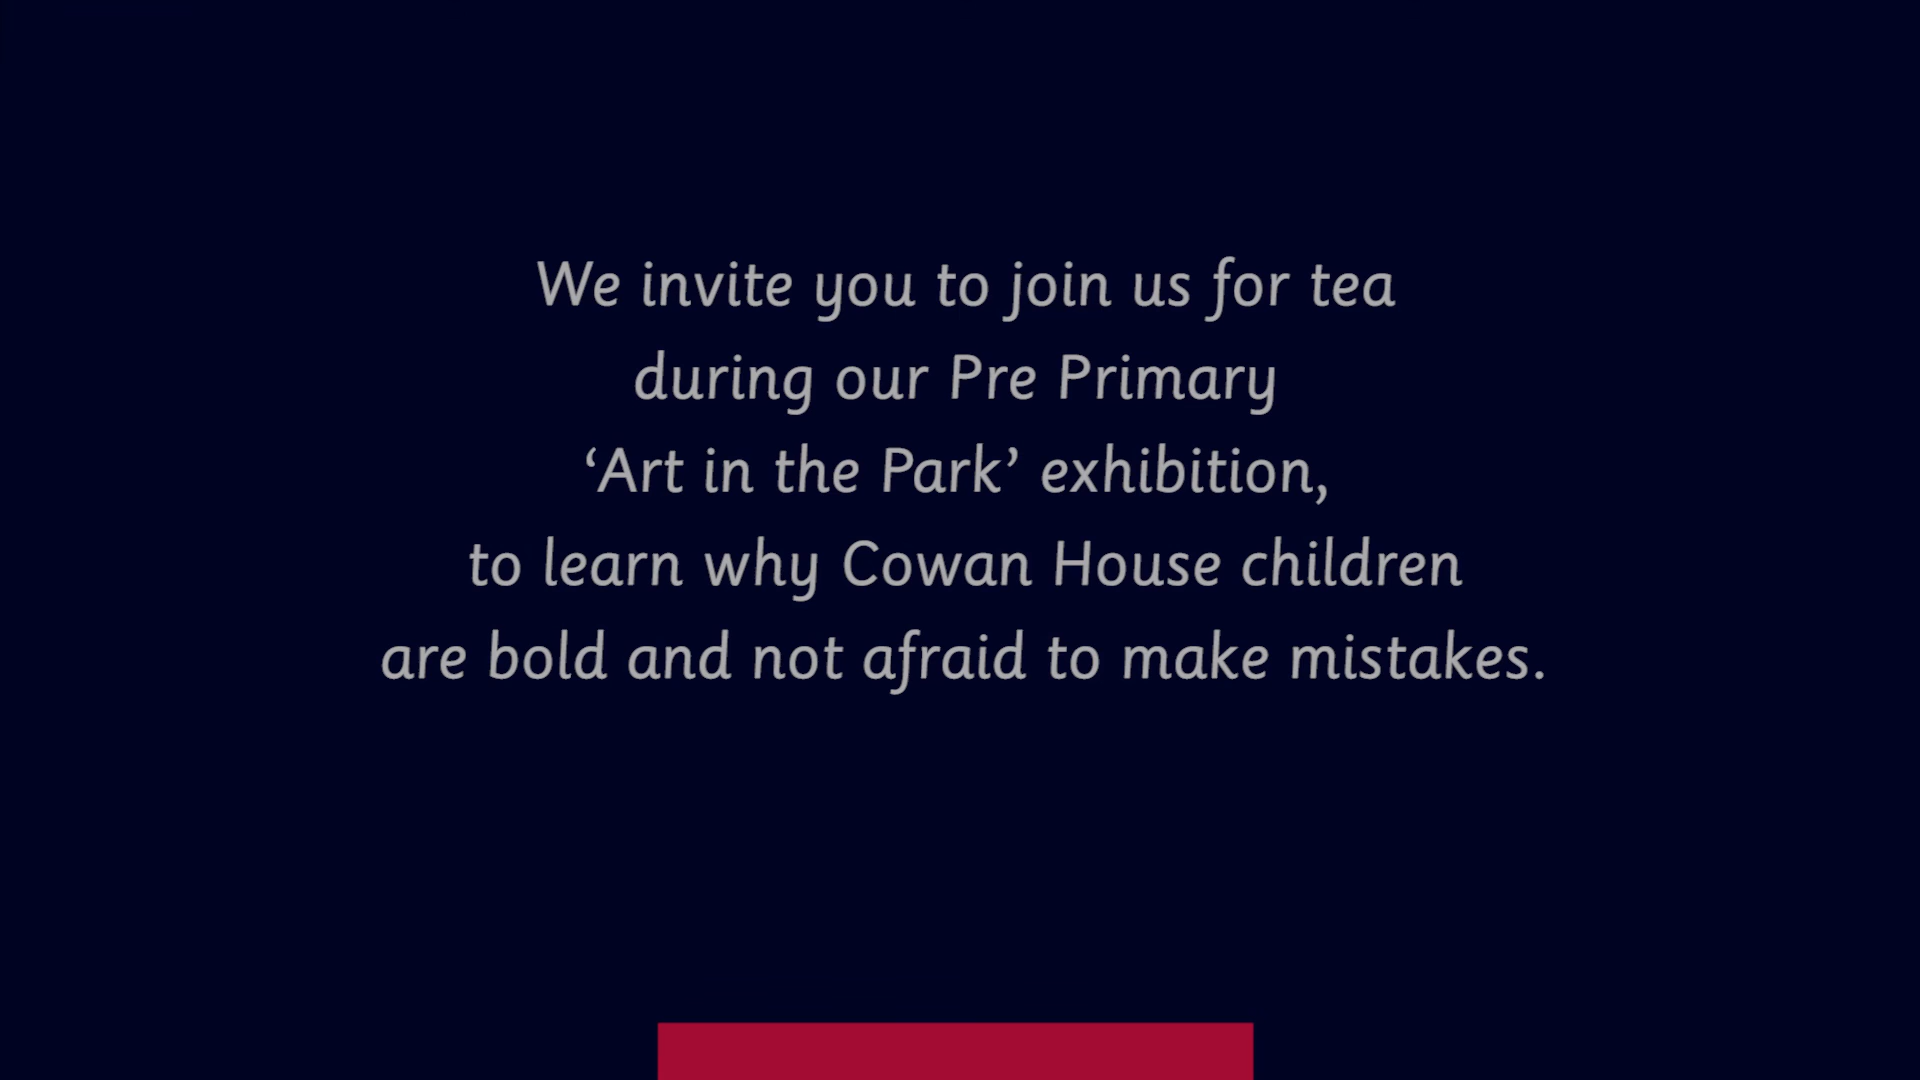 We invite you to join us for tea
during our Pre Primary
‘Art in the Park’ exhibition,
to learn why Cowan House children
are bold and not afraid to make mistakes.